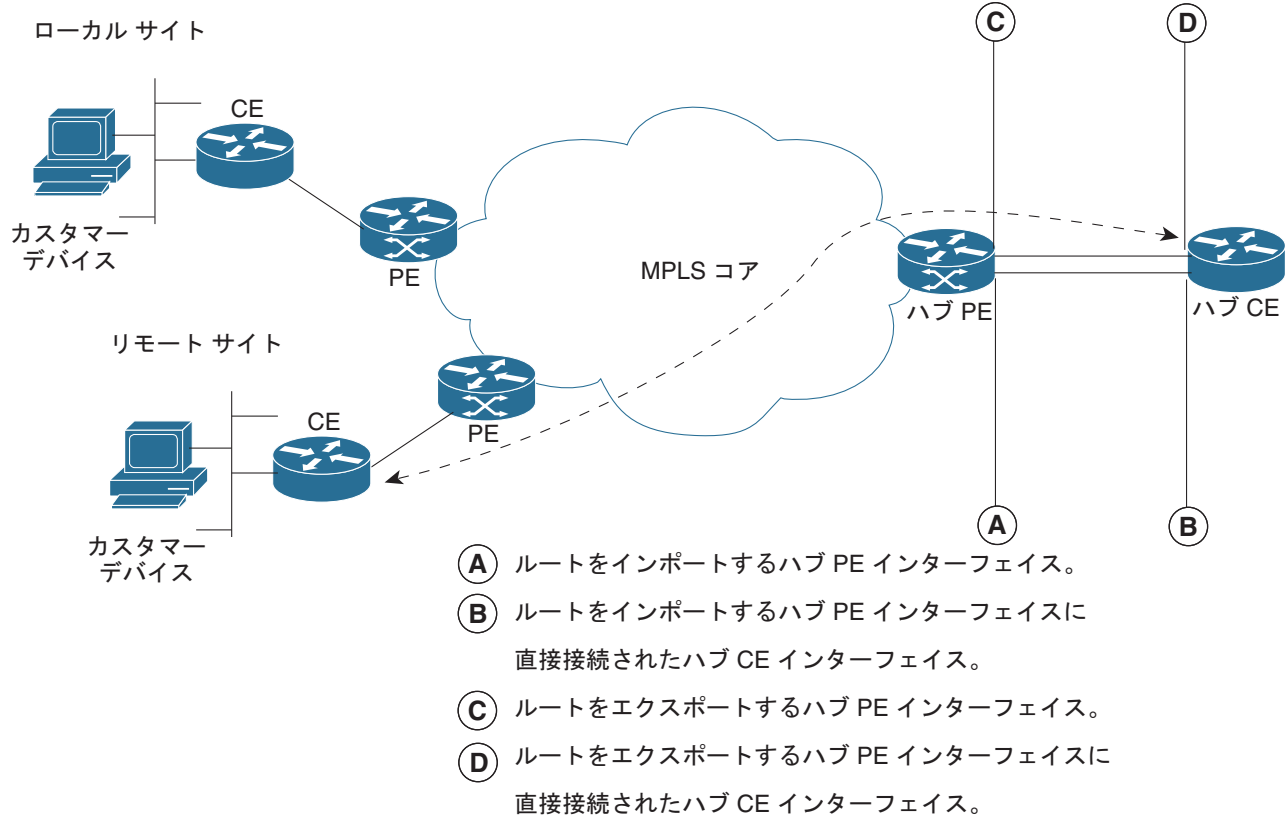 C
D
ローカル サイト
CE
カスタマー
デバイス
PE
MPLS コア
ハブ PE
ハブ CE
リモート サイト
CE
PE
カスタマー
デバイス
A
B
A ルートをインポートするハブ PE インターフェイス。
B ルートをインポートするハブ PE インターフェイスに
直接接続されたハブ CE インターフェイス。
C ルートをエクスポートするハブ PE インターフェイス。
D ルートをエクスポートするハブ PE インターフェイスに
直接接続されたハブ CE インターフェイス。